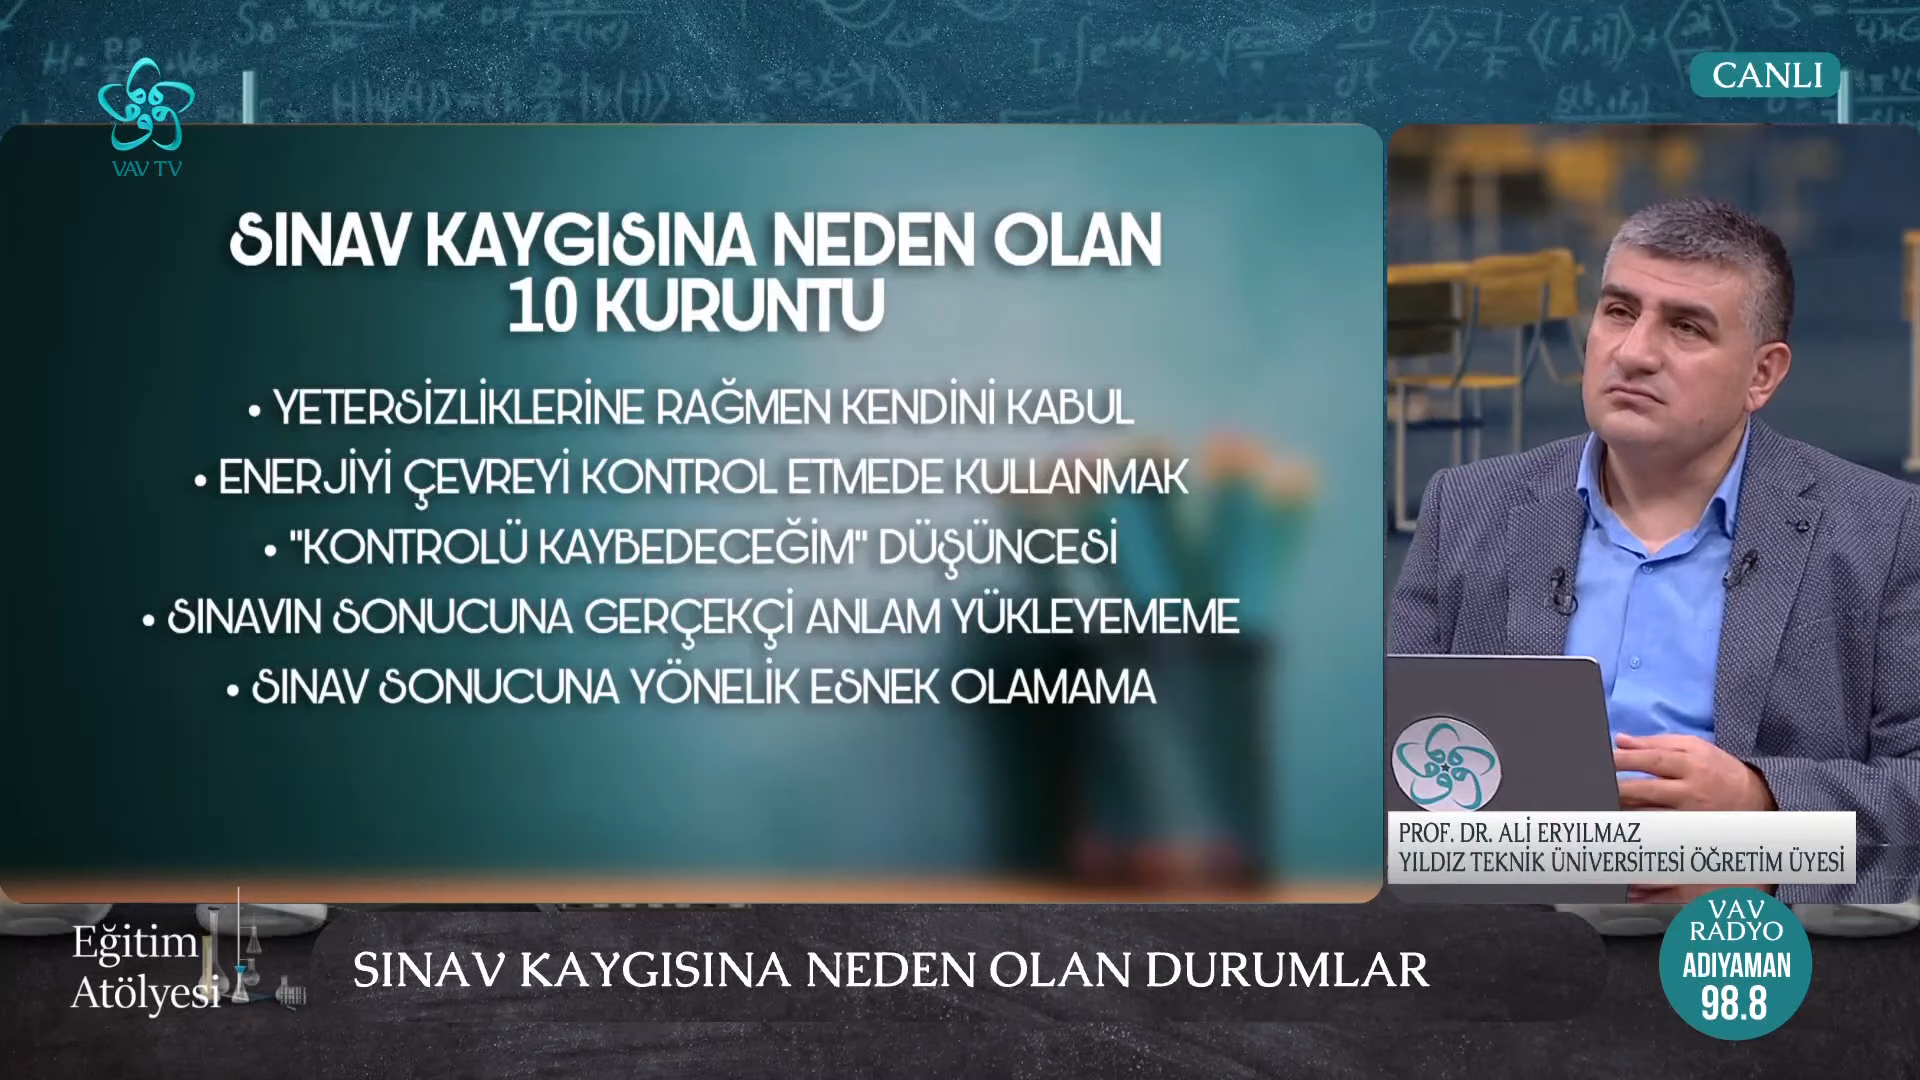 VAV TV
CANLI
SINAV KAYGISINA NEDEN OLAN
10 KURUNTU
• YETERSİZLİKLERİNE RAĞMEN KENDİNİ KABUL
• ENERJİYİ ÇEVREYİ KONTROL ETMEDE KULLANMAK
• "KONTROLÜ KAYBEDECEĞİM" DÜŞÜNCESİ
• SINAVIN SONUCUNA GERÇEKÇİ ANLAM YÜKLEYEMEME
• SINAV SONUCUNA YÖNELİK ESNEK OLAMAMA
PROF. DR. ALİ ERYILMAZ
YILDIZ TEKNİK ÜNİVERSİTESİ ÖĞRETİM ÜYESİ
Eğitim
Atölyesi
SINAV KAYGISINA NEDEN OLAN DURUMLAR
VAV
RADYO
ADIYAMAN
98.8